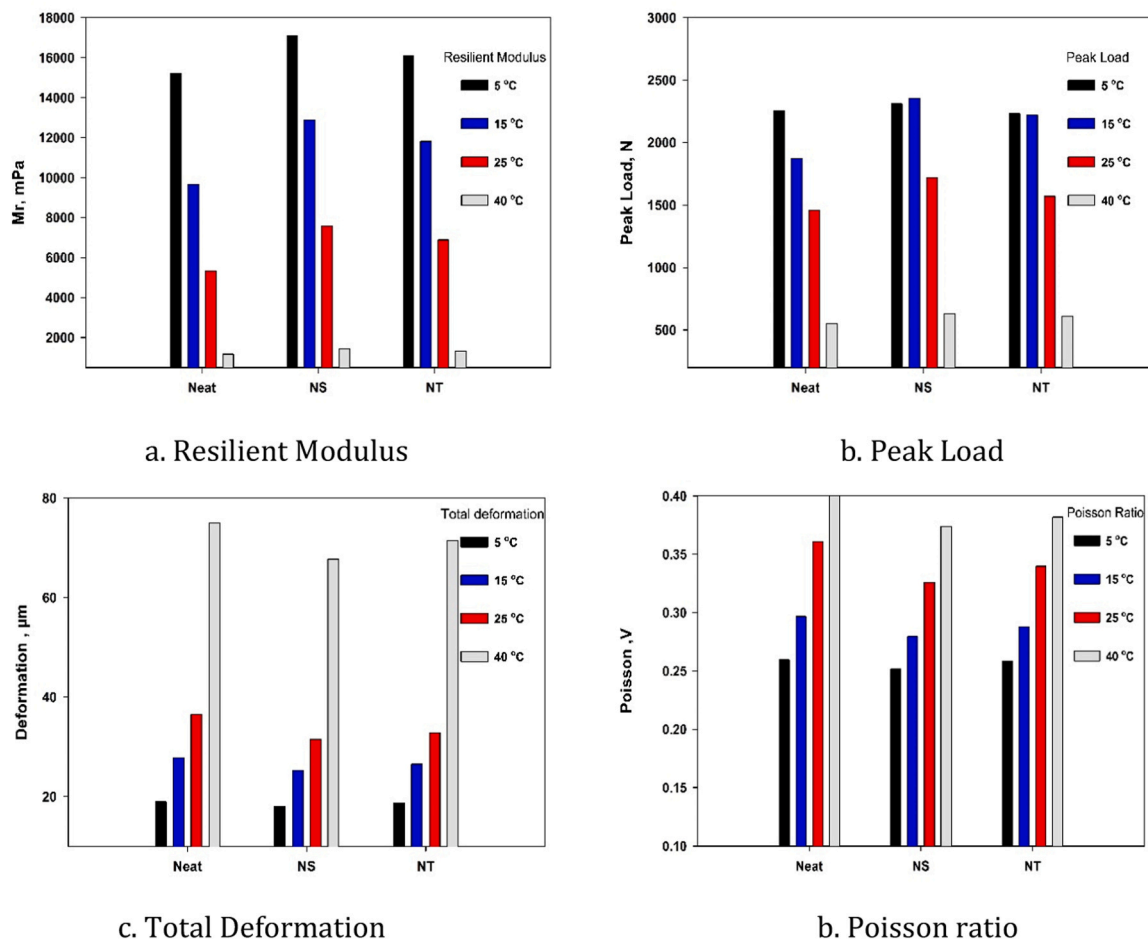 18000
16000
14000
12000
10000
8000
6000
4000
2000
Mr, mPa
Resilient Modulus
5 °C
15 °C
25 °C
40 °C
Neat NS NT
a. Resilient Modulus
3000
2500
2000
1500
1000
500
Peak Load, N
Peak Load
5 °C
15 °C
25 °C
40 °C
Neat NS NT
b. Peak Load
80
60
40
20
Deformation , μm
Total deformation
5 °C
15 °C
25 °C
40 °C
Neat NS NT
c. Total Deformation
0.40
0.35
0.30
0.25
0.20
0.15
0.10
Poisson ,V
Poisson Ratio
5 °C
15 °C
25 °C
40 °C
Neat NS NT
b. Poisson ratio